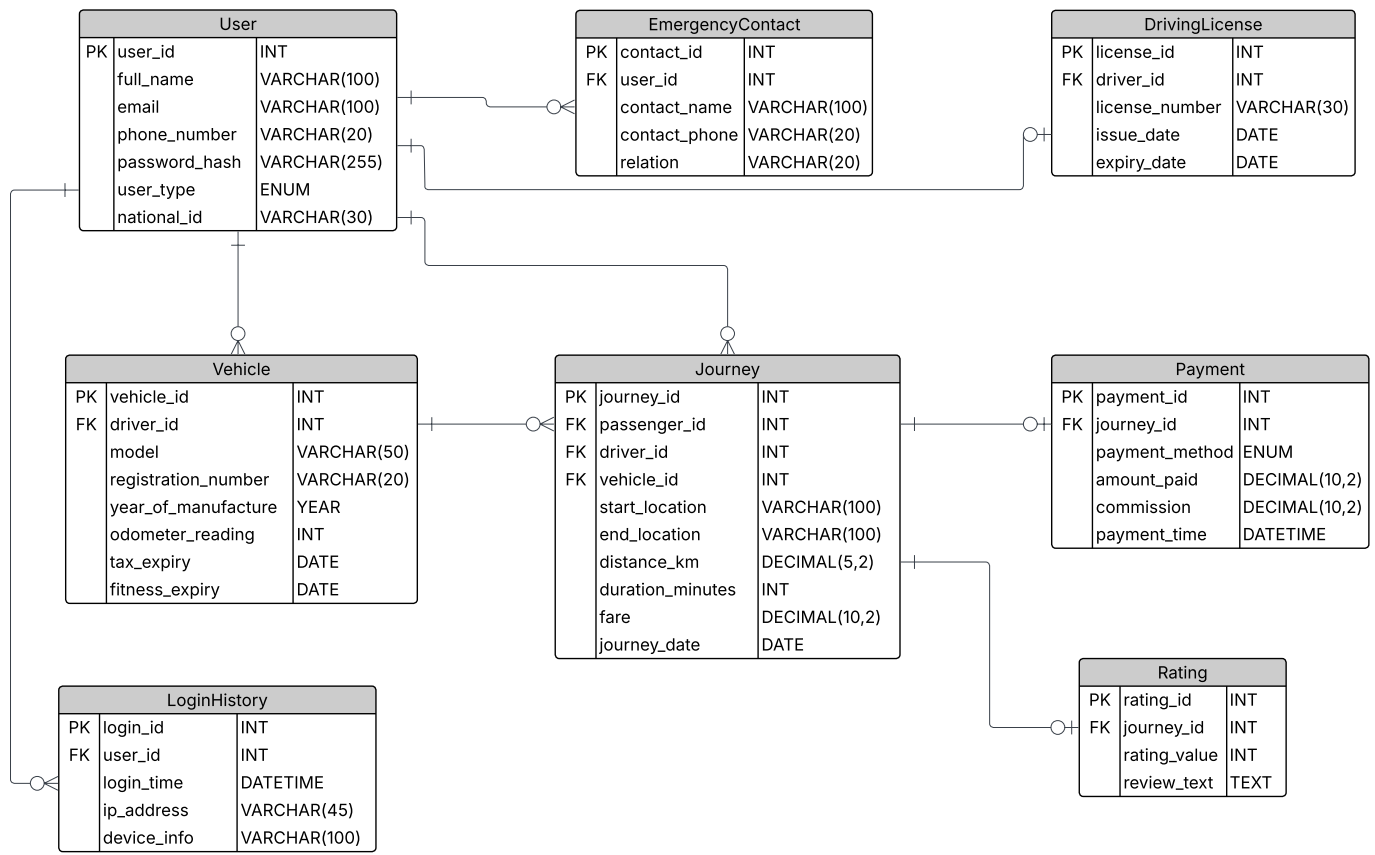 User
PK user_id INT
full_name VARCHAR(100)
email VARCHAR(100)
phone_number VARCHAR(20)
password_hash VARCHAR(255)
user_type ENUM
national_id VARCHAR(30)
EmergencyContact
PK contact_id INT
FK user_id INT
contact_name VARCHAR(100)
contact_phone VARCHAR(20)
relation VARCHAR(20)
DrivingLicense
PK license_id INT
FK driver_id INT
license_number VARCHAR(30)
issue_date DATE
expiry_date DATE
Vehicle
PK vehicle_id INT
FK driver_id INT
model VARCHAR(50)
registration_number VARCHAR(20)
year_of_manufacture YEAR
odometer_reading INT
tax_expiry DATE
fitness_expiry DATE
Journey
PK journey_id INT
FK passenger_id INT
FK driver_id INT
FK vehicle_id INT
start_location VARCHAR(100)
end_location VARCHAR(100)
distance_km DECIMAL(5,2)
duration_minutes INT
fare DECIMAL(10,2)
journey_date DATE
Payment
PK payment_id INT
FK journey_id INT
payment_method ENUM
amount_paid DECIMAL(10,2)
commission DECIMAL(10,2)
payment_time DATETIME
LoginHistory
PK login_id INT
FK user_id INT
login_time DATETIME
ip_address VARCHAR(45)
device_info VARCHAR(100)
Rating
PK rating_id INT
FK journey_id INT
rating_value INT
review_text TEXT